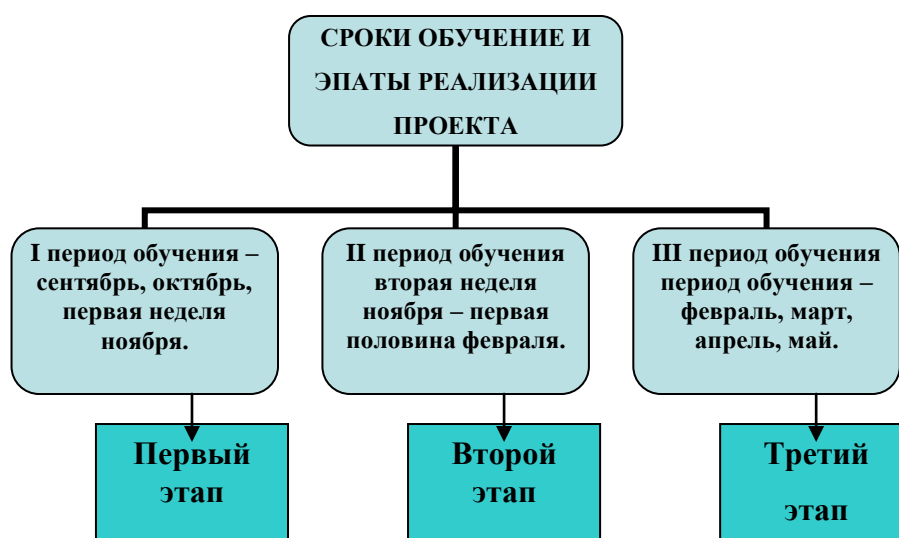 СРОКИ ОБУЧЕНИЕ И
ЭПАТЫ РЕАЛИЗАЦИИ
ПРОЕКТА
I период обучения –
сентябрь, октябрь,
первая неделя
ноября.
II период обучения
вторая неделя
ноября – первая
половина февраля.
III период обучения
период обучения –
февраль, март,
апрель, май.
Первый
этап
Второй
этап
Третий
этап